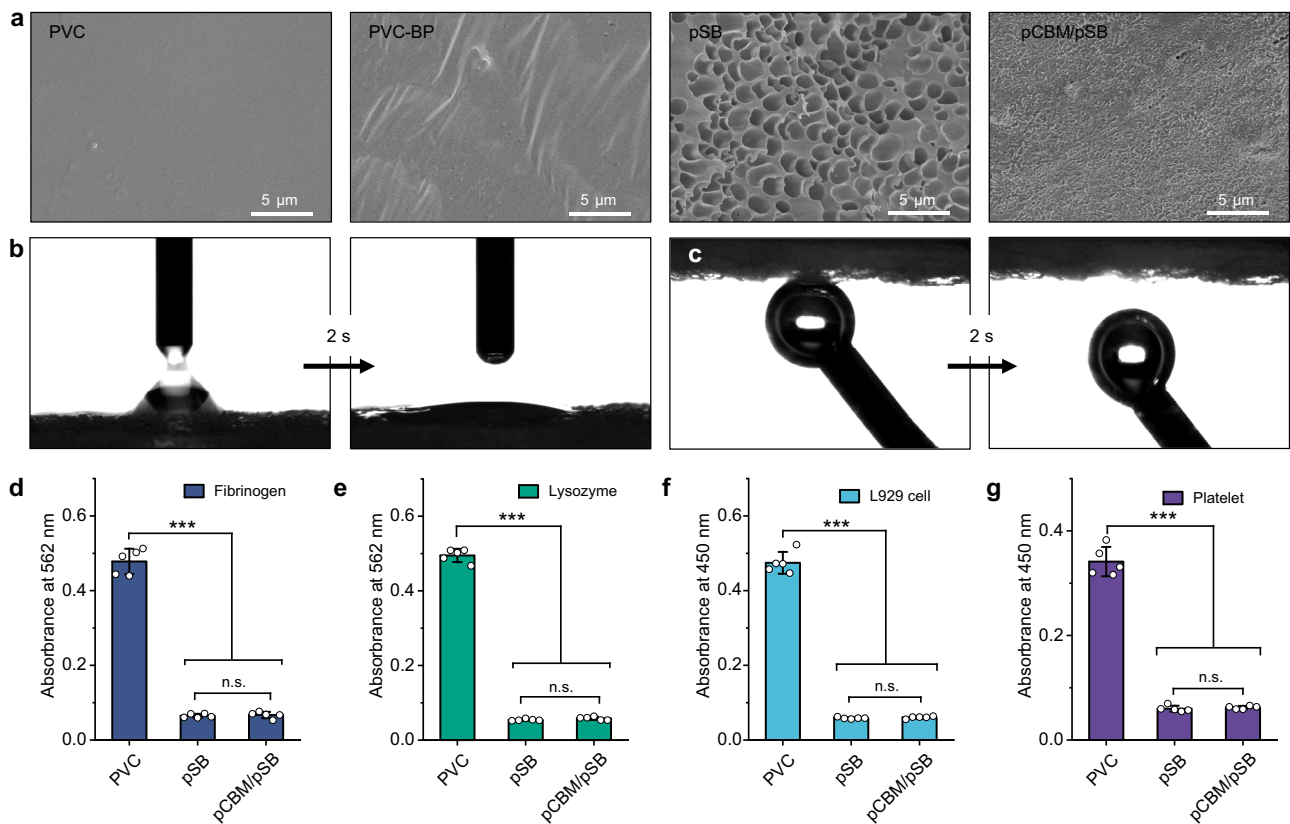 a
PVC
5 μm
PVC-BP
5 μm
pSB
5 μm
pCBM/pSB
5 μm
b
2 s
c
2 s
d
Absorbrance at 562 nm
0.6
0.4
0.2
0.0
Fibrinogen
***
n.s.
PVC
pSB
pCBM/pSB
e
Absorbrance at 562 nm
0.6
0.4
0.2
0.0
Lysozyme
***
n.s.
PVC
pSB
pCBM/pSB
f
Absorbrance at 450 nm
0.6
0.4
0.2
0.0
L929 cell
***
n.s.
PVC
pSB
pCBM/pSB
g
Absorbrance at 450 nm
0.4
0.2
0.0
Platelet
***
n.s.
PVC
pSB
pCBM/pSB